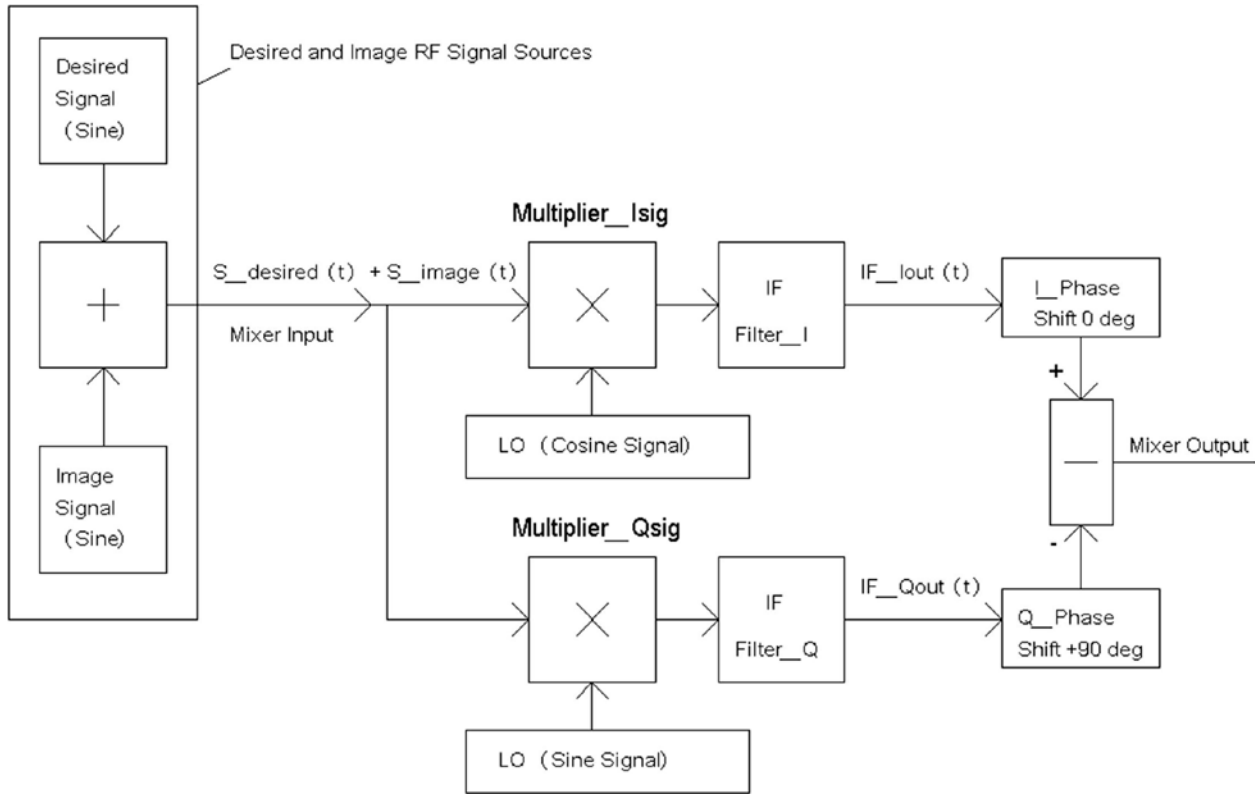 Desired
Signal
(Sine)
Desired and Image RF Signal Sources
+
S__desired (t) + S__image (t)
Mixer Input
Image
Signal
(Sine)
Multiplier__Isig
×
LO (Cosine Signal)
IF
Filter__I
IF__Iout (t)
I__Phase
Shift 0 deg
+
—
Mixer Output
-
Multiplier__Qsig
×
LO (Sine Signal)
IF
Filter__Q
IF__Qout (t)
Q__Phase
Shift +90 deg